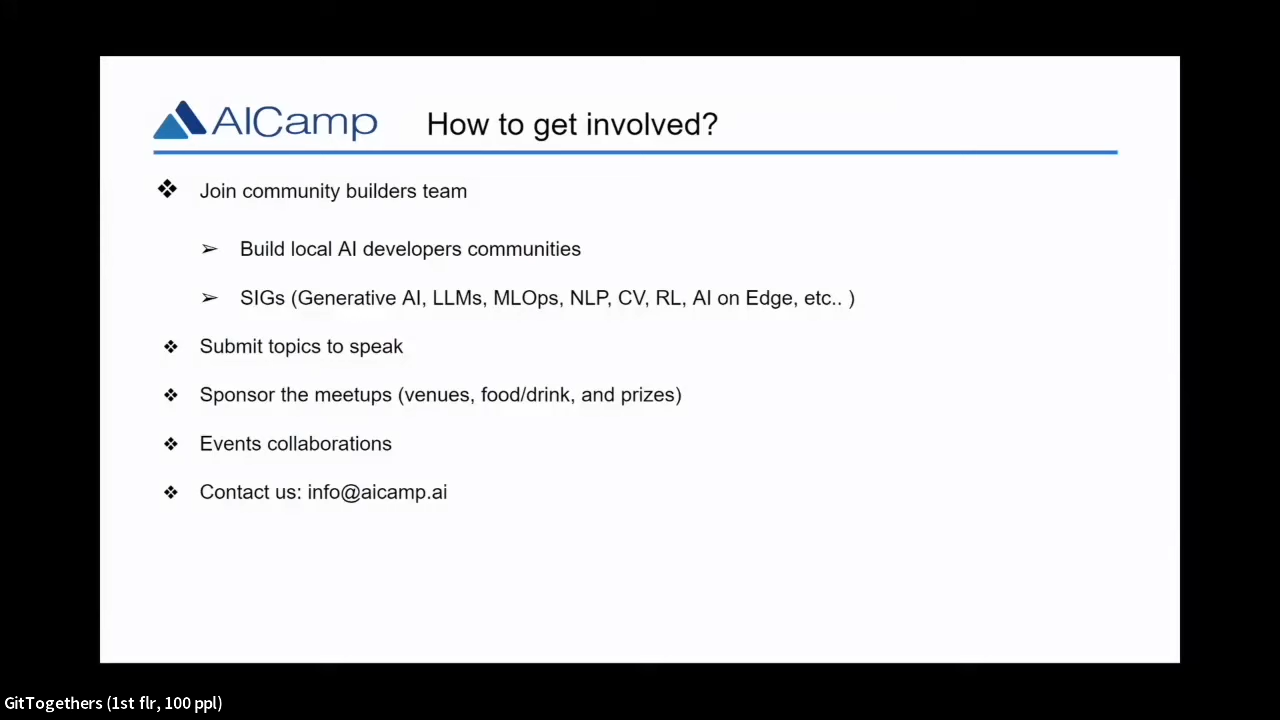 AICamp How to get involved?
❖ Join community builders team
➢ Build local AI developers communities
➢ SIGs (Generative AI, LLMs, MLOps, NLP, CV, RL, AI on Edge, etc.. )
❖ Submit topics to speak
❖ Sponsor the meetups (venues, food/drink, and prizes)
❖ Events collaborations
❖ Contact us: info@aicamp.ai
GitTogethers (1st flr, 100 ppl)